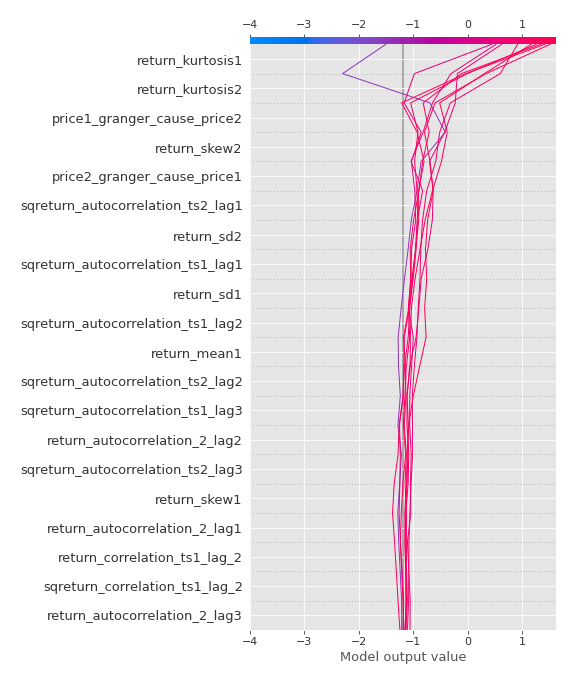 −4 −3 −2 −1 0 1
return_kurtosis1
return_kurtosis2
price1_granger_cause_price2
return_skew2
price2_granger_cause_price1
sqreturn_autocorrelation_ts2_lag1
return_sd2
sqreturn_autocorrelation_ts1_lag1
return_sd1
sqreturn_autocorrelation_ts1_lag2
return_mean1
sqreturn_autocorrelation_ts2_lag2
sqreturn_autocorrelation_ts1_lag3
return_autocorrelation_2_lag2
sqreturn_autocorrelation_ts2_lag3
return_skew1
return_autocorrelation_2_lag1
return_correlation_ts1_lag_2
sqreturn_correlation_ts1_lag_2
return_autocorrelation_2_lag3
−4 −3 −2 −1 0 1
Model output value